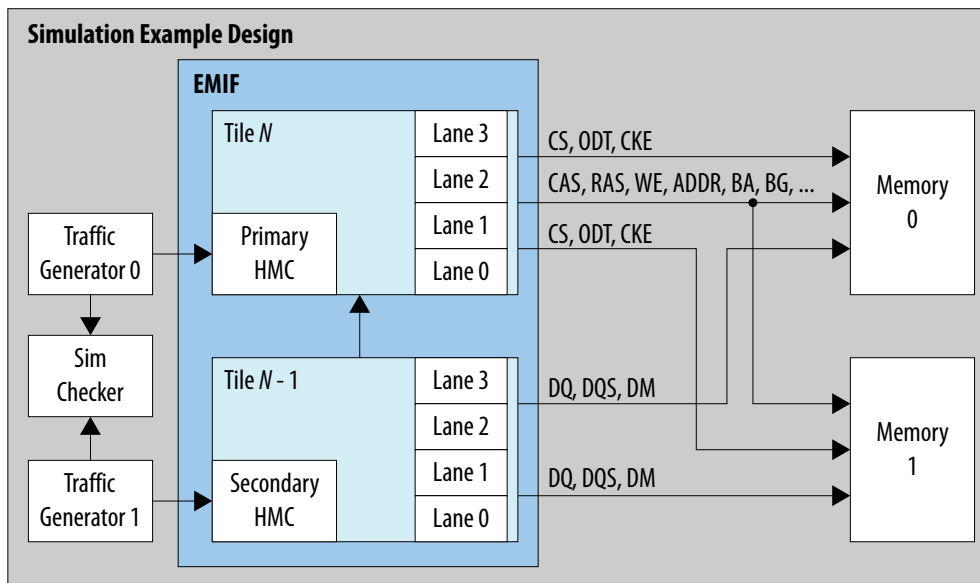 Simulation Example Design
EMIF
Tile N
Lane 3
Lane 2
Lane 1
Lane 0
Primary
HMC
CS, ODT, CKE
CAS, RAS, WE, ADDR, BA, BG, ...
CS, ODT, CKE
Memory
0
Traffic
Generator 0
Sim
Checker
Traffic
Generator 1
Tile N - 1
Lane 3
Lane 2
Lane 1
Lane 0
Secondary
HMC
DQ, DQS, DM
DQ, DQS, DM
Memory
1